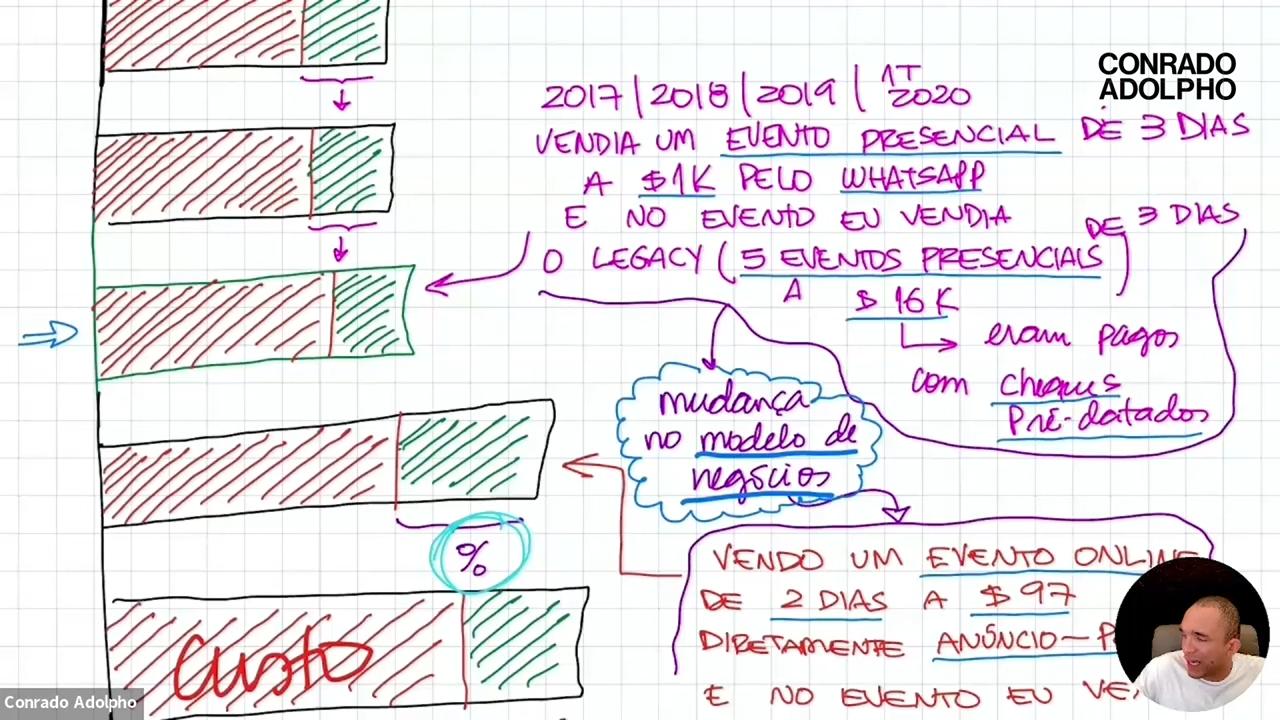 CONRADO
ADOLPHO
2017 | 2018 | 2019 | 1T 2020
VENDIA UM EVENTO PRESENCIAL DE 3 DIAS
A $1K PELO WHATSAPP
E NO EVENTO EU VENDIA
O LEGACY (5 EVENTOS PRESENCIAIS DE 3 DIAS)
A $16K
eram pagos
com cheques
Pré-datados
mudança
no modelo de
negócios
%
VENDO UM EVENTO ONLINE
DE 2 DIAS A $97
DIRETAMENTE ANÚNCIO-P
E NO EVENTO EU VE
custo
Conrado Adolpho